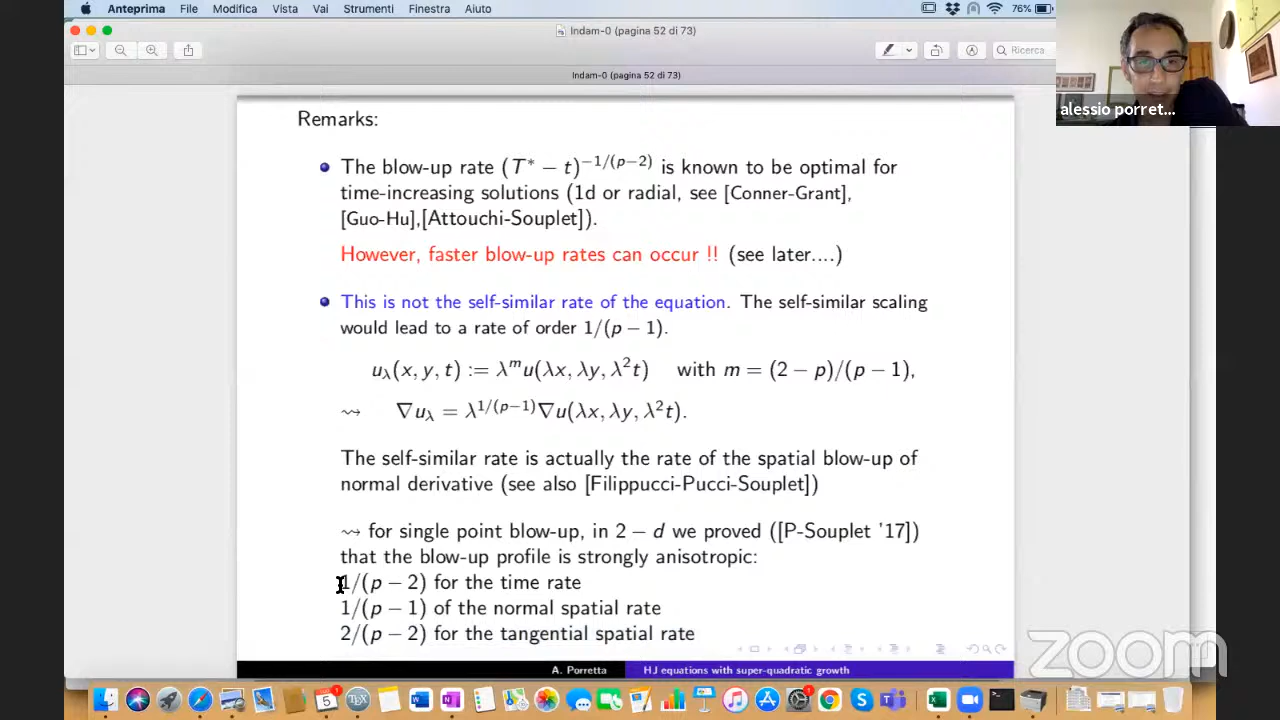 Anteprima File Modifica Vista Vai Strumenti Finestra Aiuto 76%
Indam-0 (pagina 52 di 73)
Ricerca
Indam-0 (pagina 52 di 73)
alessio porret...
Remarks:
The blow-up rate (T* − t)^{−1/(p−2)} is known to be optimal for
time-increasing solutions (1d or radial, see [Conner-Grant],
[Guo-Hu],[Attouchi-Souplet]).
However, faster blow-up rates can occur !! (see later....)
This is not the self-similar rate of the equation. The self-similar scaling
would lead to a rate of order 1/(p − 1).
u_λ(x, y, t) := λ^m u(λx, λy, λ²t) with m = (2 − p)/(p − 1),
⇝ ∇u_λ = λ^{1/(p−1)}∇u(λx, λy, λ²t).
The self-similar rate is actually the rate of the spatial blow-up of
normal derivative (see also [Filippucci-Pucci-Souplet])
⇝ for single point blow-up, in 2 − d we proved ([P-Souplet '17])
that the blow-up profile is strongly anisotropic:
1/(p − 2) for the time rate
1/(p − 1) of the normal spatial rate
2/(p − 2) for the tangential spatial rate
A. Porretta HJ equations with super-quadratic growth
zoom